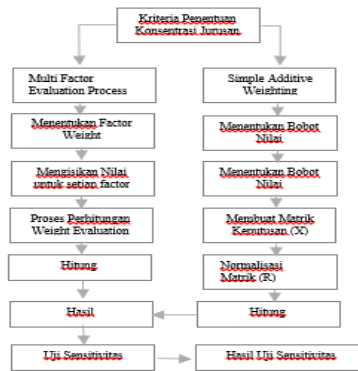 Kriteria Penentuan
Konsentrasi Jurusan
Multi Factor
Evaluation Process
Simple Additive
Weighting
Menentukan Factor
Weight
Menentukan Bobot
Nilai
Mengisikan Nilai
untuk setiap factor
Menentukan Bobot
Nilai
Proses Perhitungan
Weight Evaluation
Membuat Matrik
Keputusan (X)
Hitung
Normalisasi
Matrik (R)
Hasil
Hitung
Uji Sensitivitas
Hasil Uji Sensitivitas